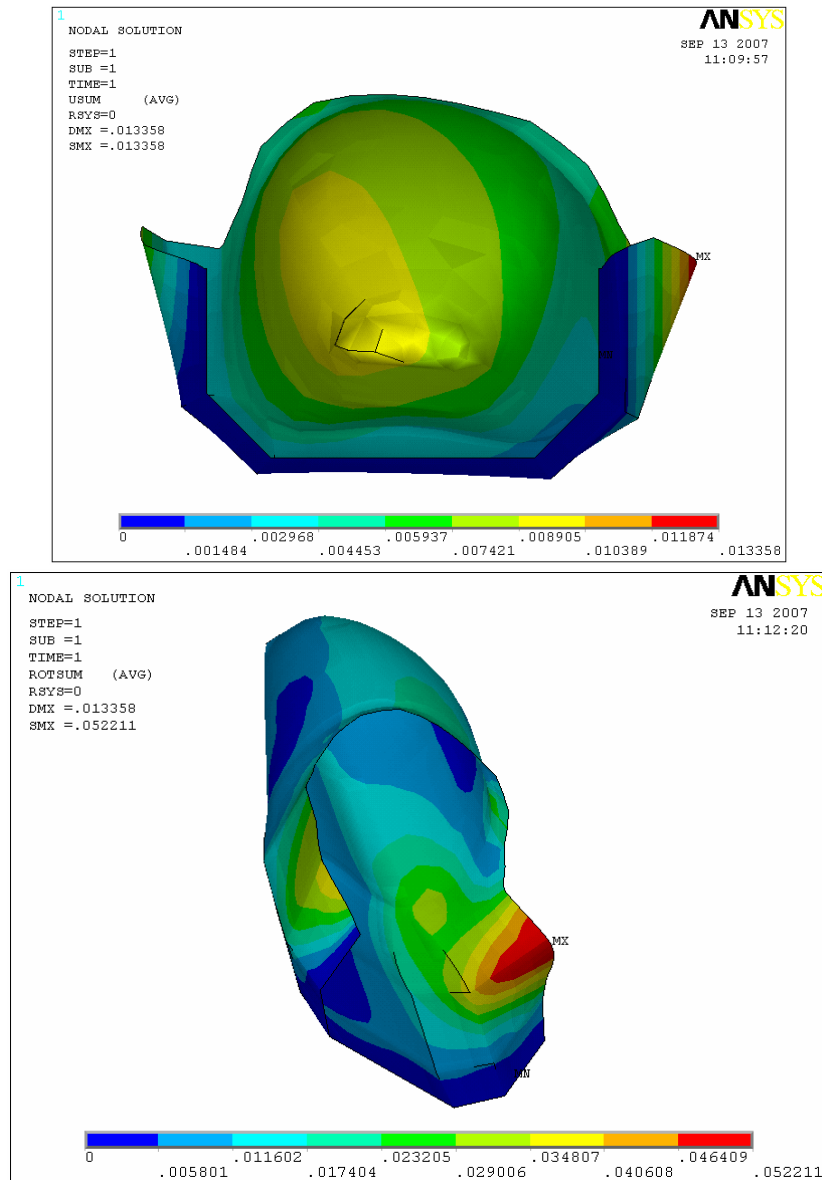 1
ANSYS
NODAL SOLUTION
SEP 13 2007
11:09:57
STEP=1
SUB =1
TIME=1
USUM (AVG)
RSYS=0
DMX =.013358
SMX =.013358
MX
MN
0
.001484
.002968
.004453
.005937
.007421
.008905
.010389
.011874
.013358
1
ANSYS
NODAL SOLUTION
SEP 13 2007
11:12:20
STEP=1
SUB =1
TIME=1
ROTSUM (AVG)
RSYS=0
DMX =.013358
SMX =.052211
MX
MN
0
.005801
.011602
.017404
.023205
.029006
.034807
.040608
.046409
.052211